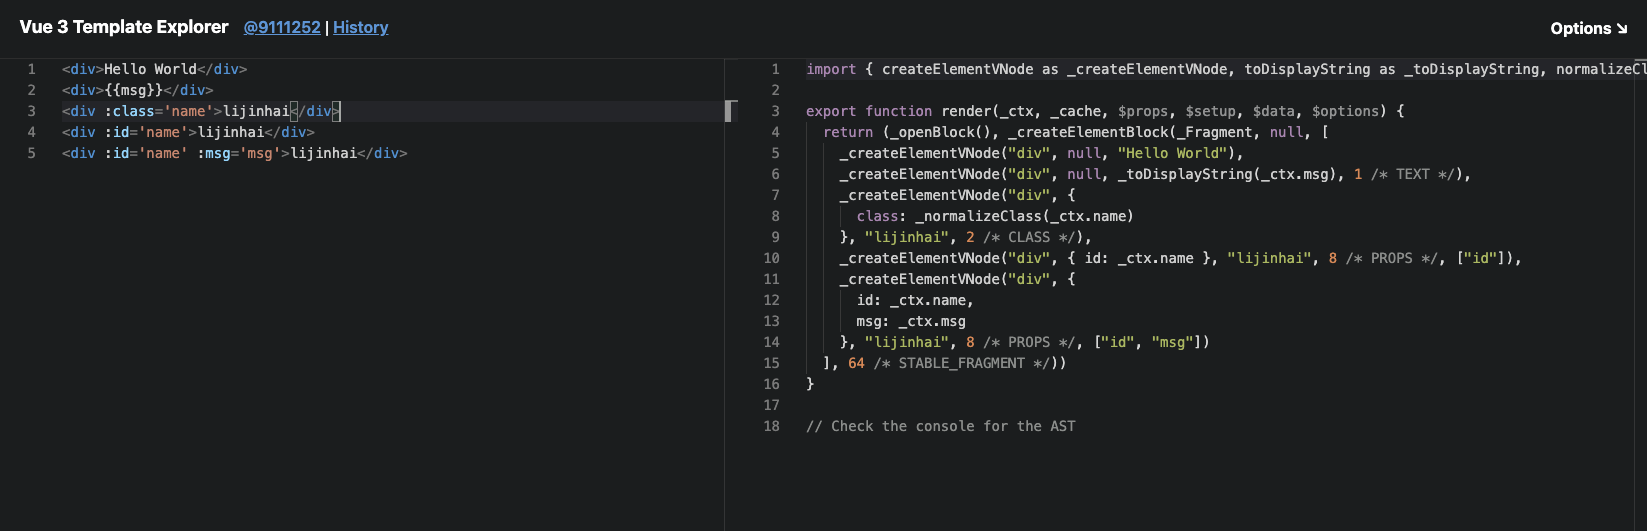 Vue 3 Template Explorer @9111252 | History
Options ↘
1 <div>Hello World</div>
2 <div>{{msg}}</div>
3 <div :class='name'>lijinhai</div>
4 <div :id='name'>lijinhai</div>
5 <div :id='name' :msg='msg'>lijinhai</div>
1 import { createElementVNode as _createElementVNode, toDisplayString as _toDisplayString, normalizeCl
2
3 export function render(_ctx, _cache, $props, $setup, $data, $options) {
4   return (_openBlock(), _createElementBlock(_Fragment, null, [
5     _createElementVNode("div", null, "Hello World"),
6     _createElementVNode("div", null, _toDisplayString(_ctx.msg), 1 /* TEXT */),
7     _createElementVNode("div", {
8       class: _normalizeClass(_ctx.name)
9     }, "lijinhai", 2 /* CLASS */),
10     _createElementVNode("div", { id: _ctx.name }, "lijinhai", 8 /* PROPS */, ["id"]),
11     _createElementVNode("div", {
12       id: _ctx.name,
13       msg: _ctx.msg
14     }, "lijinhai", 8 /* PROPS */, ["id", "msg"])
15   ], 64 /* STABLE_FRAGMENT */))
16 }
17
18 // Check the console for the AST